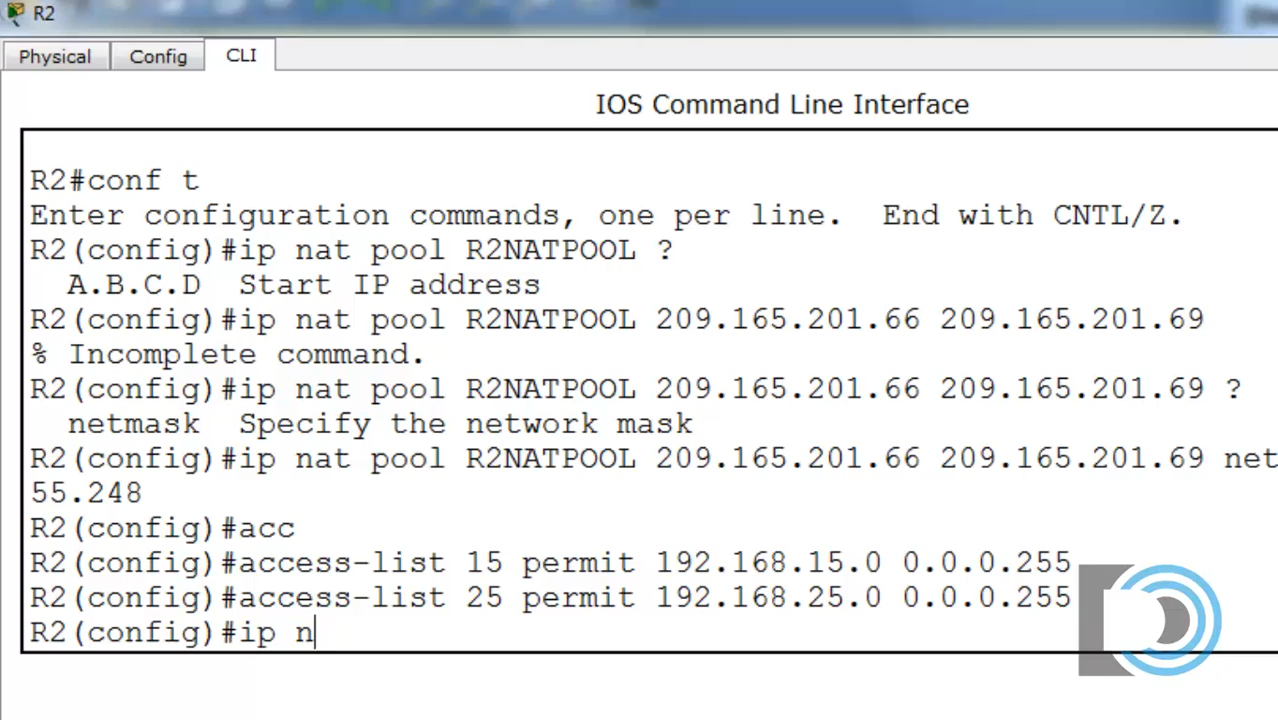 R2
Physical
Config
CLI
IOS Command Line Interface
R2#conf t
Enter configuration commands, one per line.  End with CNTL/Z.
R2(config)#ip nat pool R2NATPOOL ?
  A.B.C.D  Start IP address
R2(config)#ip nat pool R2NATPOOL 209.165.201.66 209.165.201.69
% Incomplete command.
R2(config)#ip nat pool R2NATPOOL 209.165.201.66 209.165.201.69 ?
  netmask  Specify the network mask
R2(config)#ip nat pool R2NATPOOL 209.165.201.66 209.165.201.69 net
55.248
R2(config)#acc
R2(config)#access-list 15 permit 192.168.15.0 0.0.0.255
R2(config)#access-list 25 permit 192.168.25.0 0.0.0.255
R2(config)#ip n